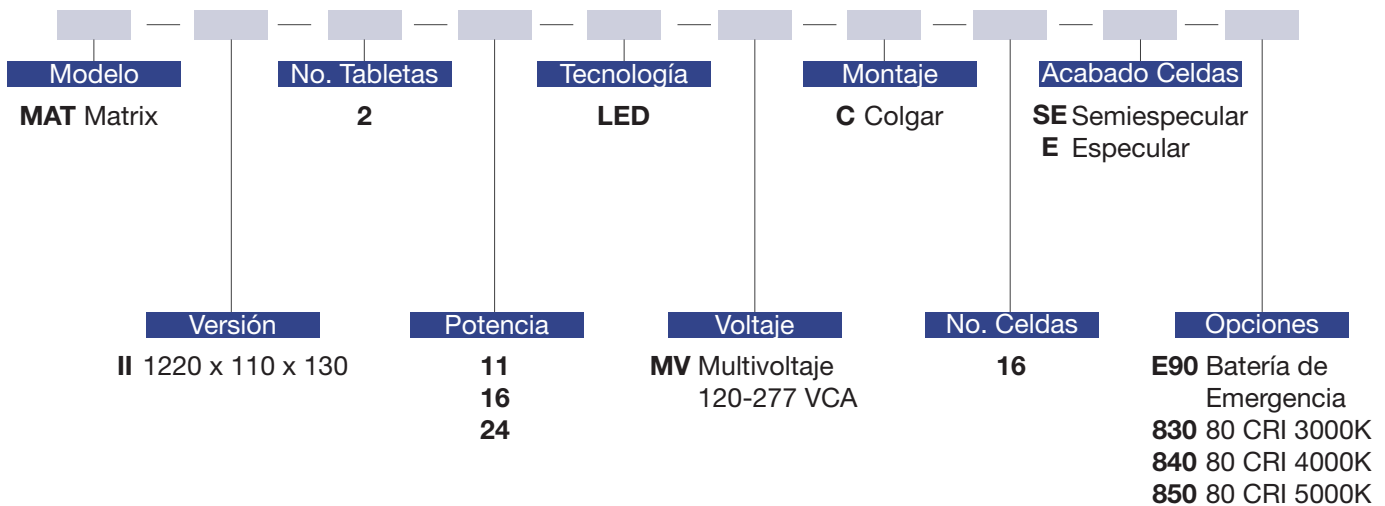 Modelo
No. Tabletas
Tecnología
Montaje
Acabado Celdas
MAT Matrix
2
LED
C Colgar
SE Semiespecular
E Especular
Versión
Potencia
Voltaje
No. Celdas
Opciones
II 1220 x 110 x 130
11
16
24
MV Multivoltaje
120-277 VCA
16
E90 Batería de
Emergencia
830 80 CRI 3000K
840 80 CRI 4000K
850 80 CRI 5000K